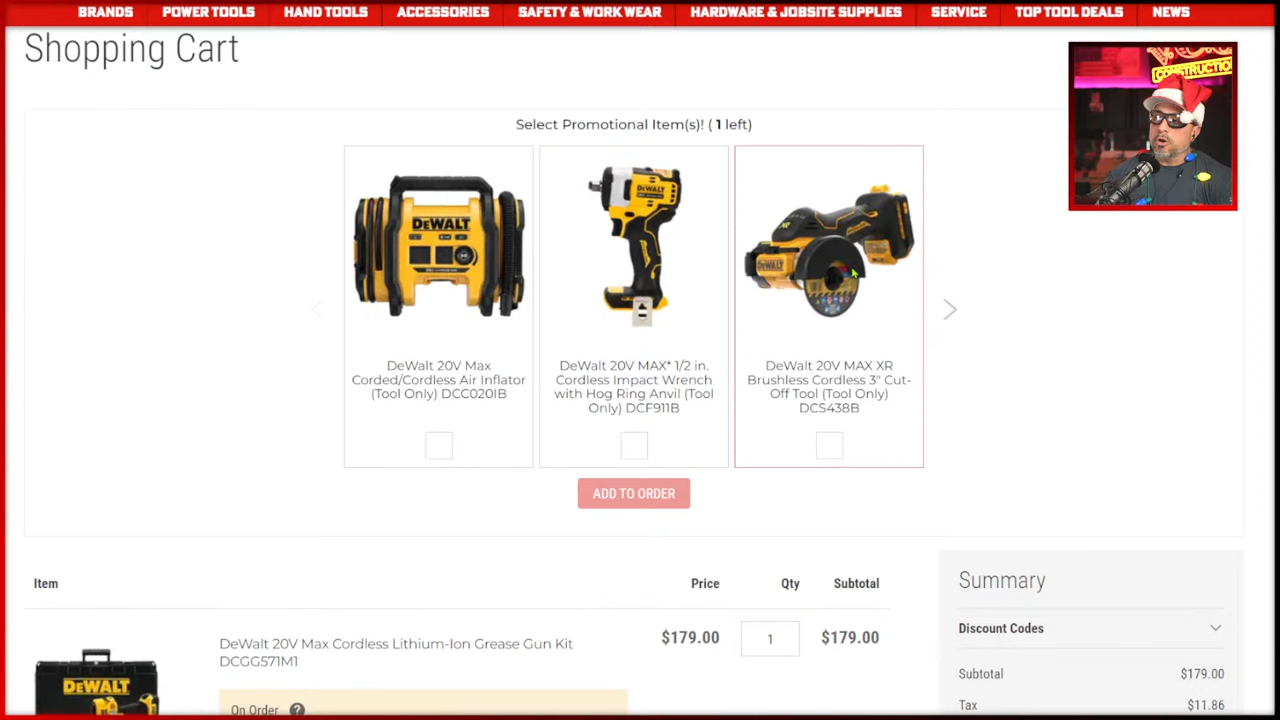 BRANDS POWER TOOLS HAND TOOLS ACCESSORIES SAFETY & WORK WEAR HARDWARE & JOBSITE SUPPLIES SERVICE TOP TOOL DEALS NEWS
Shopping Cart
CONSTRUCTION
Select Promotional Item(s)! ( 1 left)
DEWALT
DEWALT
DEWALT
DeWalt 20V Max
Corded/Cordless Air Inflator
(Tool Only) DCC020IB
DeWalt 20V MAX* 1/2 in.
Cordless Impact Wrench
with Hog Ring Anvil (Tool
Only) DCF911B
DeWalt 20V MAX XR
Brushless Cordless 3" Cut-
Off Tool (Tool Only)
DCS438B
ADD TO ORDER
Item Price Qty Subtotal
DeWalt 20V Max Cordless Lithium-Ion Grease Gun Kit
DCGG571M1
$179.00 1 $179.00
DEWALT
On Order ?
Summary
Discount Codes
Subtotal $179.00
Tax $11.86